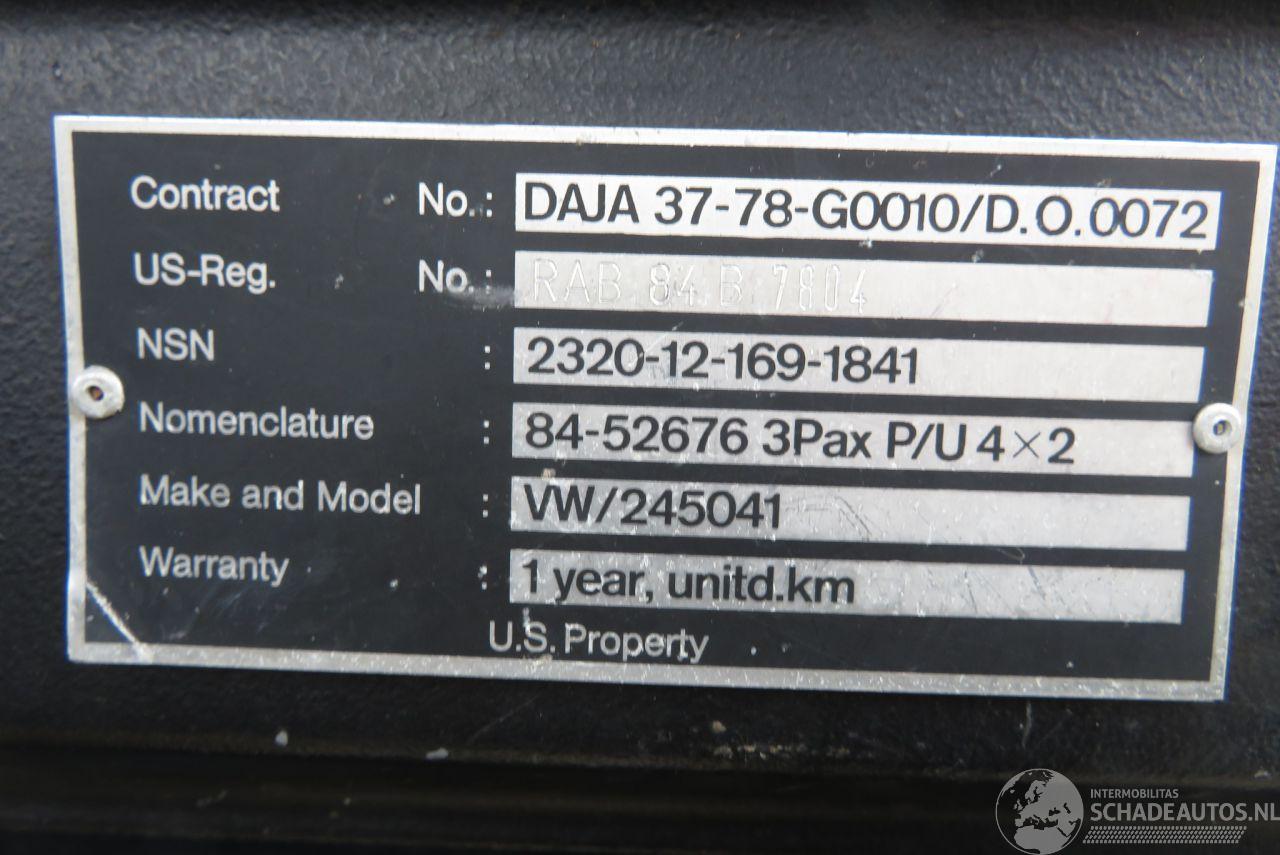 Contract No.: DAJA 37-78-G0010/D.O.0072
US-Reg. No.: RAB 84 B 7804
NSN : 2320-12-169-1841
Nomenclature : 84-52676 3Pax P/U 4×2
Make and Model : VW/245041
Warranty : 1 year, unitd.km
U.S. Property
INTERMOBILITAS
SCHADEAUTOS.NL